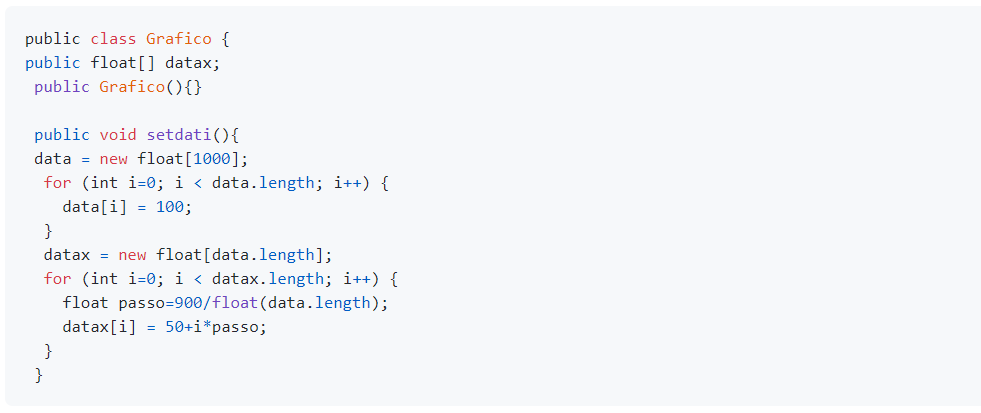 public class Grafico {
public float[] datax;
 public Grafico(){}

 public void setdati(){
 data = new float[1000];
  for (int i=0; i < data.length; i++) {
    data[i] = 100;
  }
  datax = new float[data.length];
  for (int i=0; i < datax.length; i++) {
    float passo=900/float(data.length);
    datax[i] = 50+i*passo;
  }
 }